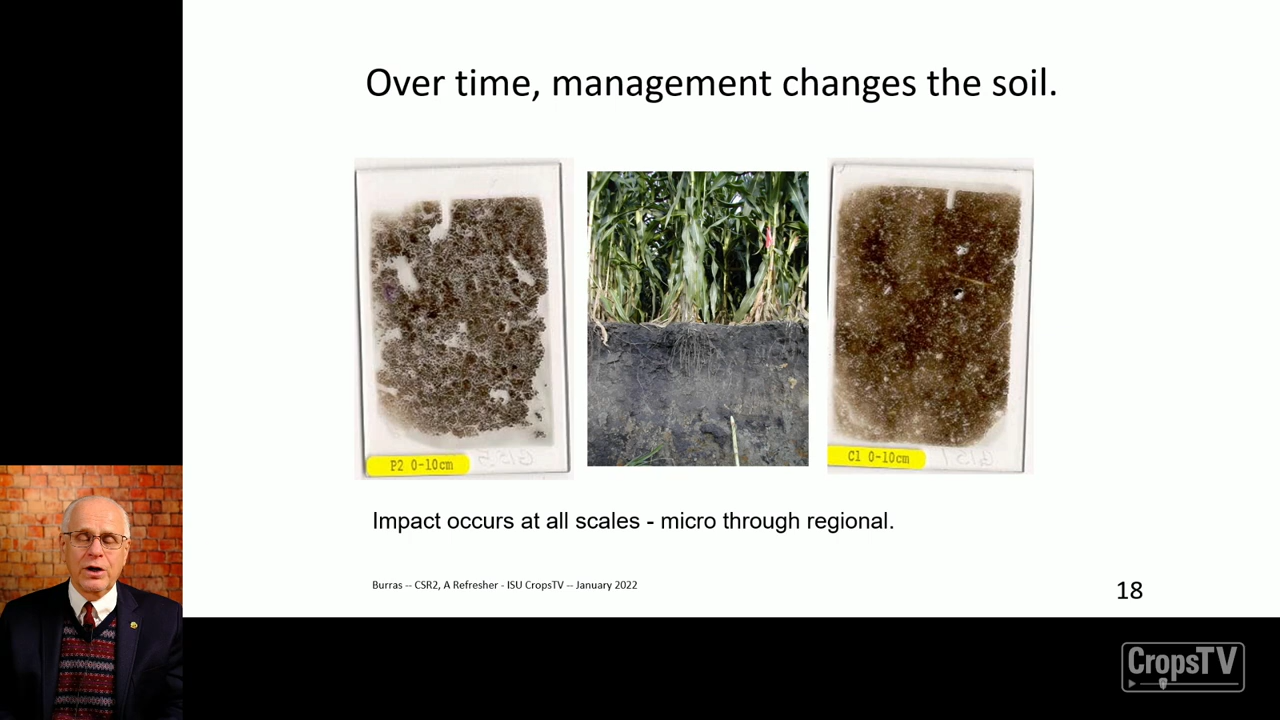 Over time, management changes the soil.
P2 0-10cm
C1 0-10cm
Impact occurs at all scales - micro through regional.
Burras -- CSR2, A Refresher - ISU CropsTV -- January 2022
18
CropsTV